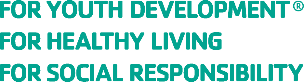 FOR YOUTH DEVELOPMENT®
FOR HEALTHY LIVING
FOR SOCIAL RESPONSIBILITY